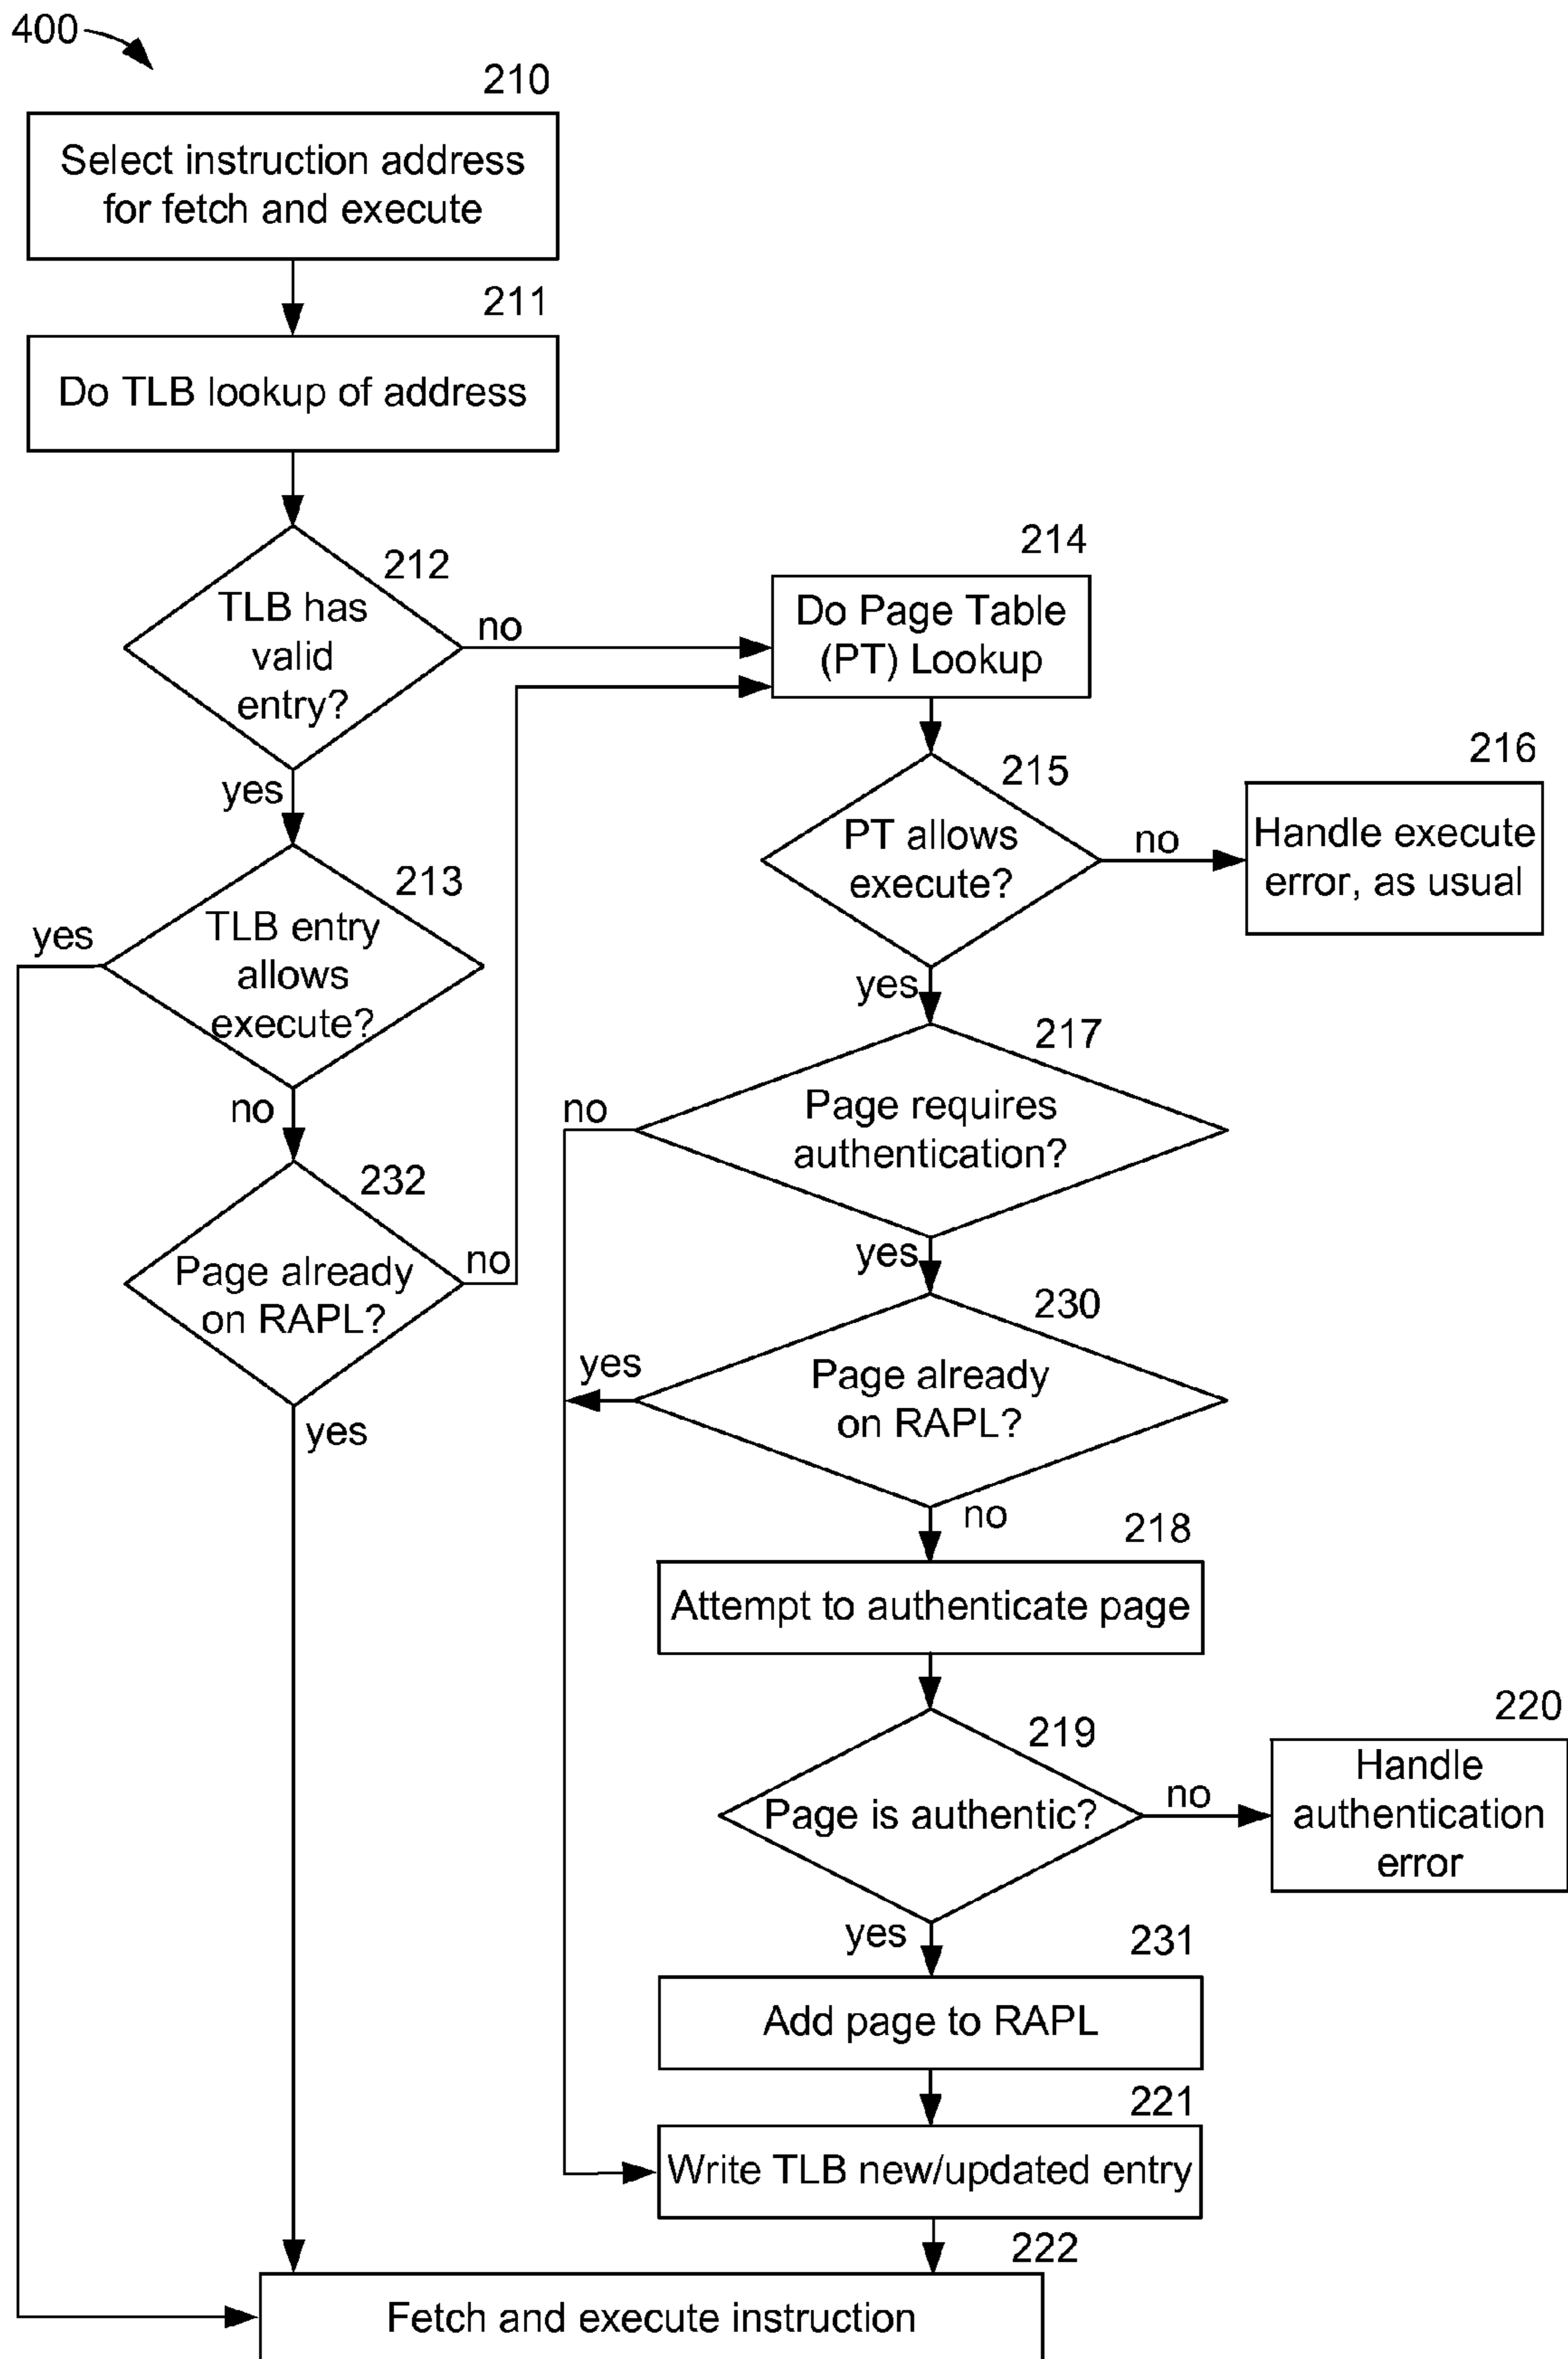 400
210
Select instruction address
for fetch and execute
211
Do TLB lookup of address
212
TLB has
valid
entry?
no
yes
214
Do Page Table
(PT) Lookup
215
PT allows
execute?
no
yes
216
Handle execute
error, as usual
213
TLB entry
allows
execute?
yes
no
217
Page requires
authentication?
no
yes
232
Page already
on RAPL?
no
yes
230
Page already
on RAPL?
yes
no
218
Attempt to authenticate page
219
Page is authentic?
no
yes
220
Handle
authentication
error
231
Add page to RAPL
221
Write TLB new/updated entry
222
Fetch and execute instruction